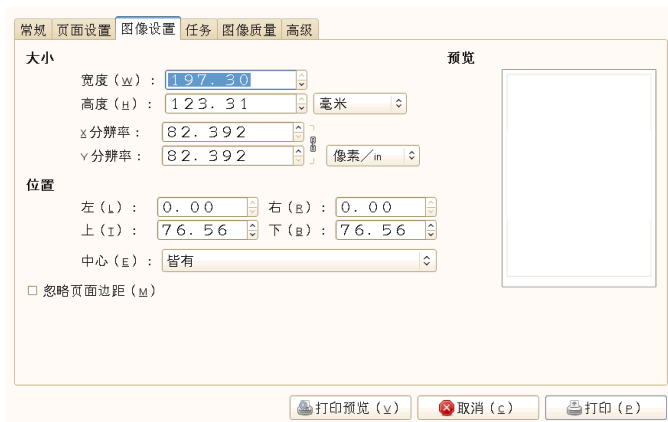 常规 页面设置 图像设置 任务 图像质量 高级
大小 预览
宽度(W): 197.30
高度(H): 123.31 毫米
X分辨率: 82.392
Y分辨率: 82.392 像素/in
位置
左(L): 0.00 右(R): 0.00
上(T): 76.56 下(B): 76.56
中心(E): 皆有
忽略页面边距(M)
打印预览(V) 取消(C) 打印(P)